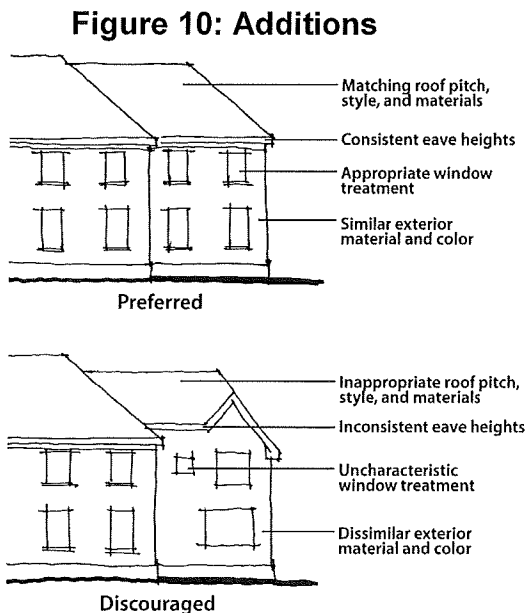 Figure 10: Additions
Matching roof pitch,
style, and materials
Consistent eave heights
Appropriate window
treatment
Similar exterior
material and color
Preferred
Inappropriate roof pitch,
style, and materials
Inconsistent eave heights
Uncharacteristic
window treatment
Dissimilar exterior
material and color
Discouraged